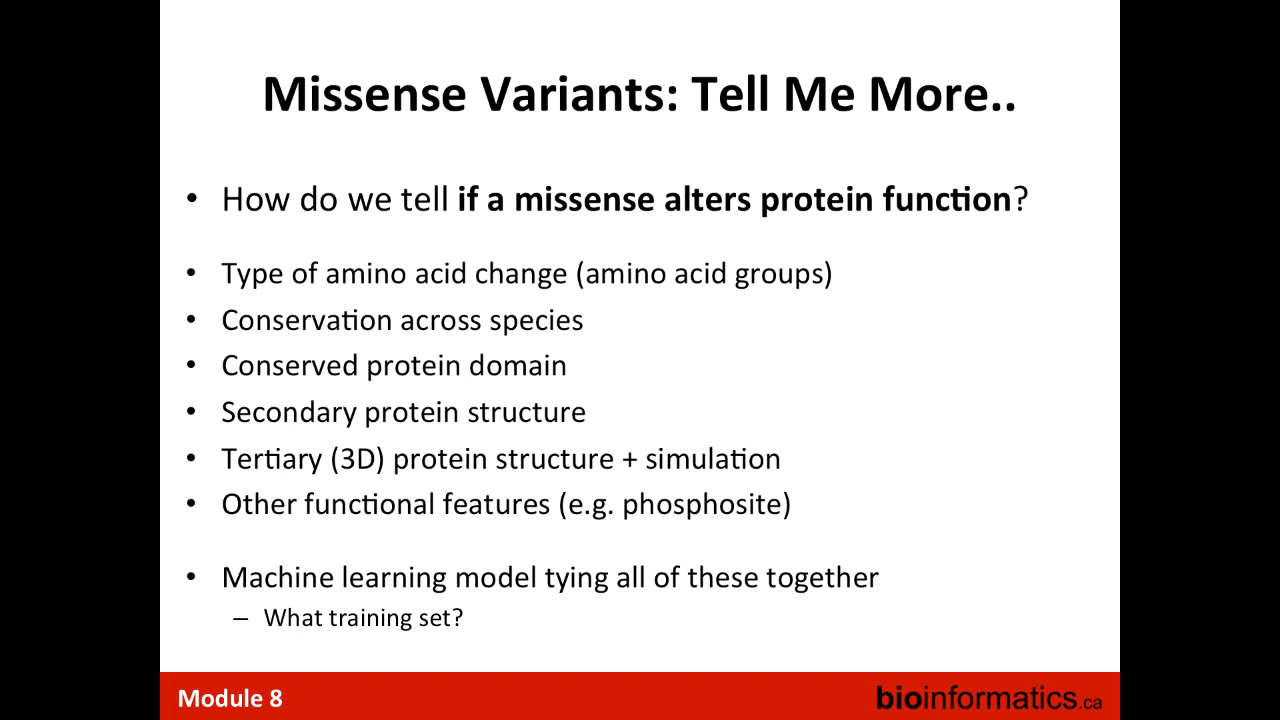 Missense Variants: Tell Me More..
• How do we tell if a missense alters protein function?
• Type of amino acid change (amino acid groups)
• Conservation across species
• Conserved protein domain
• Secondary protein structure
• Tertiary (3D) protein structure + simulation
• Other functional features (e.g. phosphosite)
• Machine learning model tying all of these together
– What training set?
Module 8
bioinformatics.ca